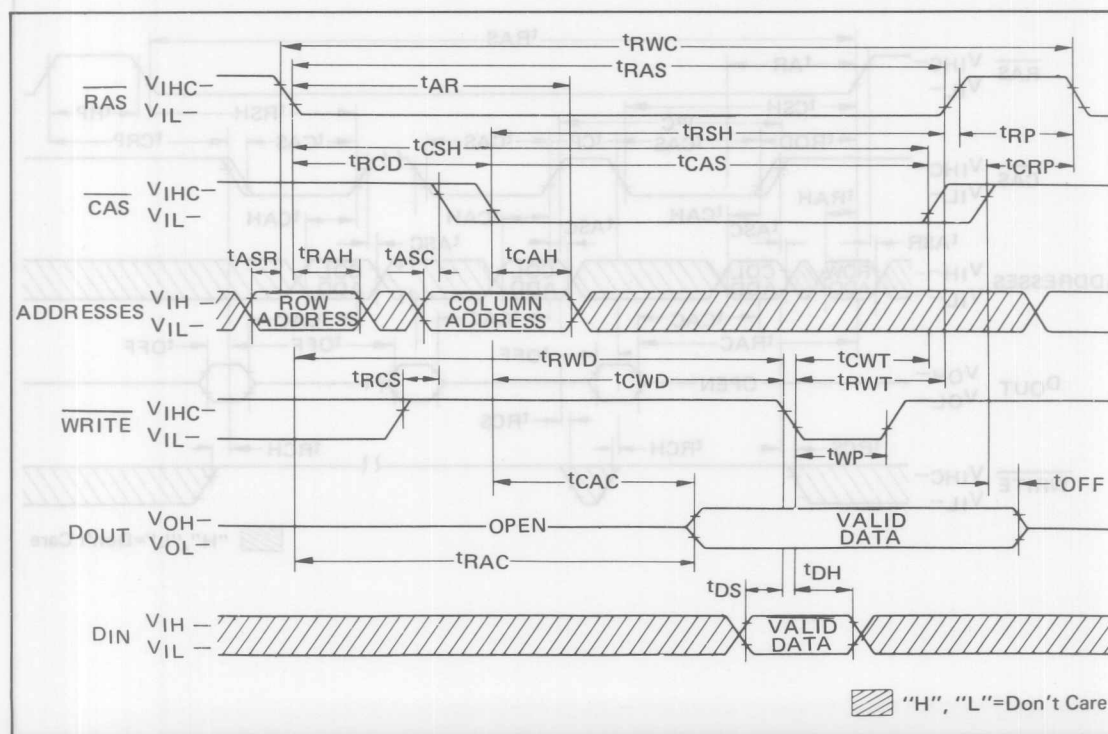 tRWC
tRAS
tAR
RAS VIHC–
VIL–
tRSH
tRP
tCSH
tRCD
tCAS
tCRP
CAS VIHC–
VIL–
tASR
tRAH
tASC
tCAH
ADDRESSES VIH
VIL–
ROW ADDRESS
COLUMN ADDRESS
tRWD
tCWT
tRCS
tCWD
tRWT
WRITE VIHC–
VIL–
tWP
tCAC
tOFF
DOUT VOH–
VOL–
OPEN
VALID DATA
tRAC
tDS
tDH
DIN VIH –
VIL –
VALID DATA
"H", "L"=Don't Care